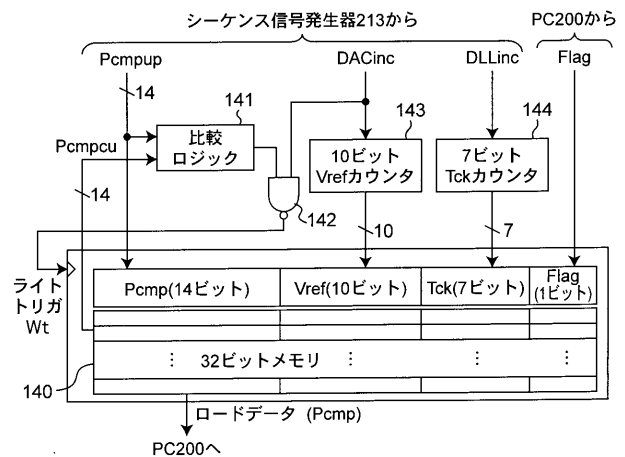 シーケンス信号発生器213から
PC200から
Pcmpup
DACinc
DLLinc
Flag
14
141
143
144
Pcmpcu
比較
ロジック
10ビット
Vrefカウンタ
7ビット
Tckカウンタ
14
142
10
7
ライト
トリガ
Wt
Pcmp(14ビット)
Vref(10ビット)
Tck(7ビット)
Flag
(1ビット)
140
32ビットメモリ
ロードデータ (Pcmp)
PC200へ